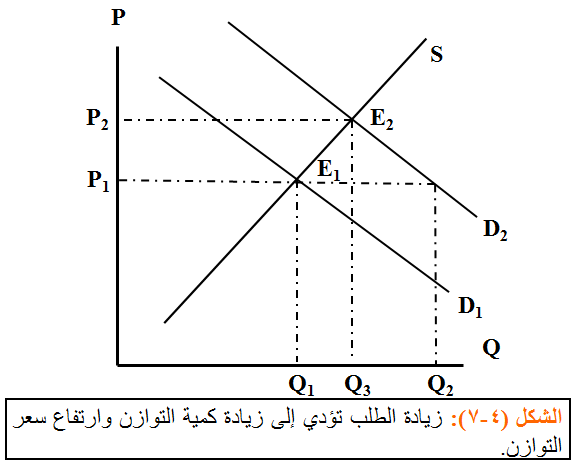 P
S
P₂
E₂
P₁
E₁
D₂
D₁
Q
Q₁ Q₃ Q₂
الشكل (٤-٧): زيادة الطلب تؤدي إلى زيادة كمية التوازن وارتفاع سعر
التوازن.